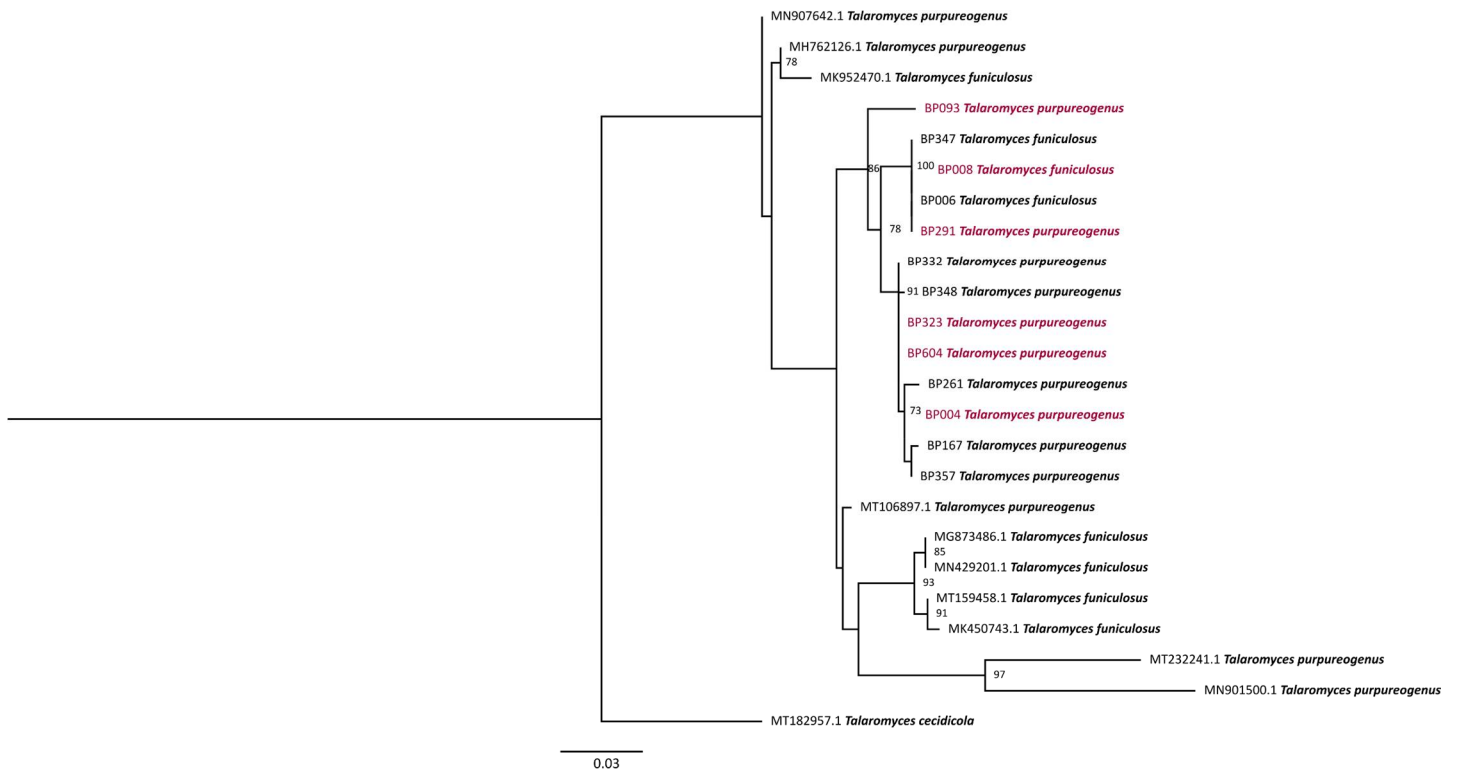 MN907642.1 Talaromyces purpureogenus
MH762126.1 Talaromyces purpureogenus
78
MK952470.1 Talaromyces funiculosus
BP093 Talaromyces purpureogenus
BP347 Talaromyces funiculosus
86
100 BP008 Talaromyces funiculosus
BP006 Talaromyces funiculosus
78
BP291 Talaromyces purpureogenus
BP332 Talaromyces purpureogenus
91 BP348 Talaromyces purpureogenus
BP323 Talaromyces purpureogenus
BP604 Talaromyces purpureogenus
BP261 Talaromyces purpureogenus
73 BP004 Talaromyces purpureogenus
BP167 Talaromyces purpureogenus
BP357 Talaromyces purpureogenus
MT106897.1 Talaromyces purpureogenus
MG873486.1 Talaromyces funiculosus
85
MN429201.1 Talaromyces funiculosus
93
MT159458.1 Talaromyces funiculosus
91
MK450743.1 Talaromyces funiculosus
MT232241.1 Talaromyces purpureogenus
97
MN901500.1 Talaromyces purpureogenus
MT182957.1 Talaromyces cecidicola
0.03